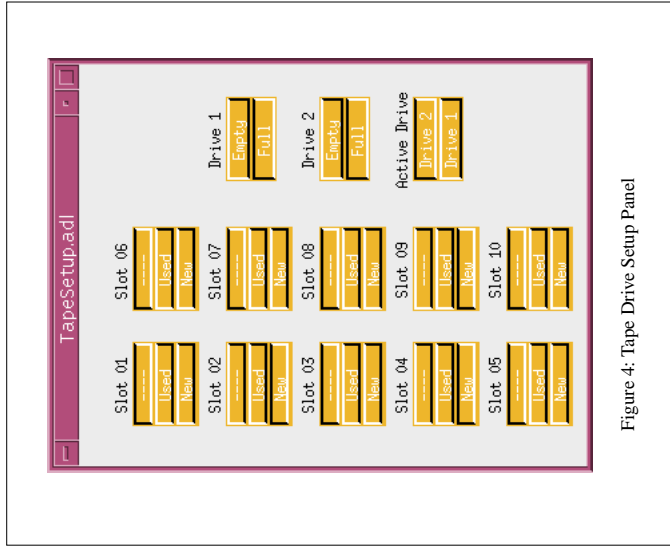 TapeSetup.adl
Slot 01
----
Used
New
Slot 06
----
Used
New
Drive 1
Empty
Full
Slot 02
----
Used
New
Slot 07
----
Used
New
Slot 03
----
Used
New
Slot 08
----
Used
New
Drive 2
Empty
Full
Slot 04
----
Used
New
Slot 09
----
Used
New
Active Drive
Drive 2
Drive 1
Slot 05
----
Used
New
Slot 10
----
Used
New
Figure 4: Tape Drive Setup Panel